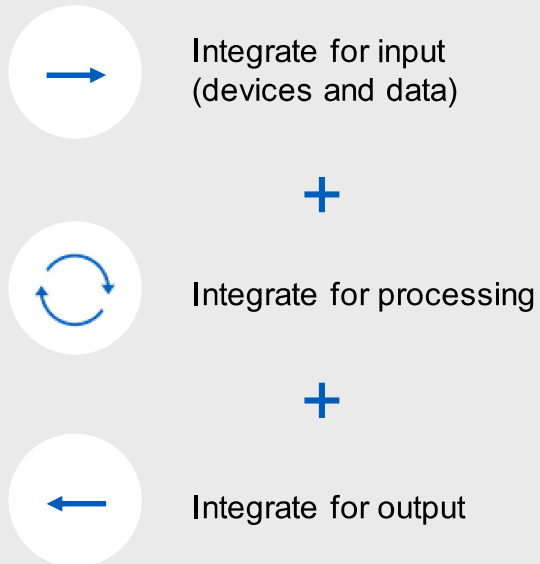 Integrate for input
(devices and data)
+
Integrate for processing
+
Integrate for output